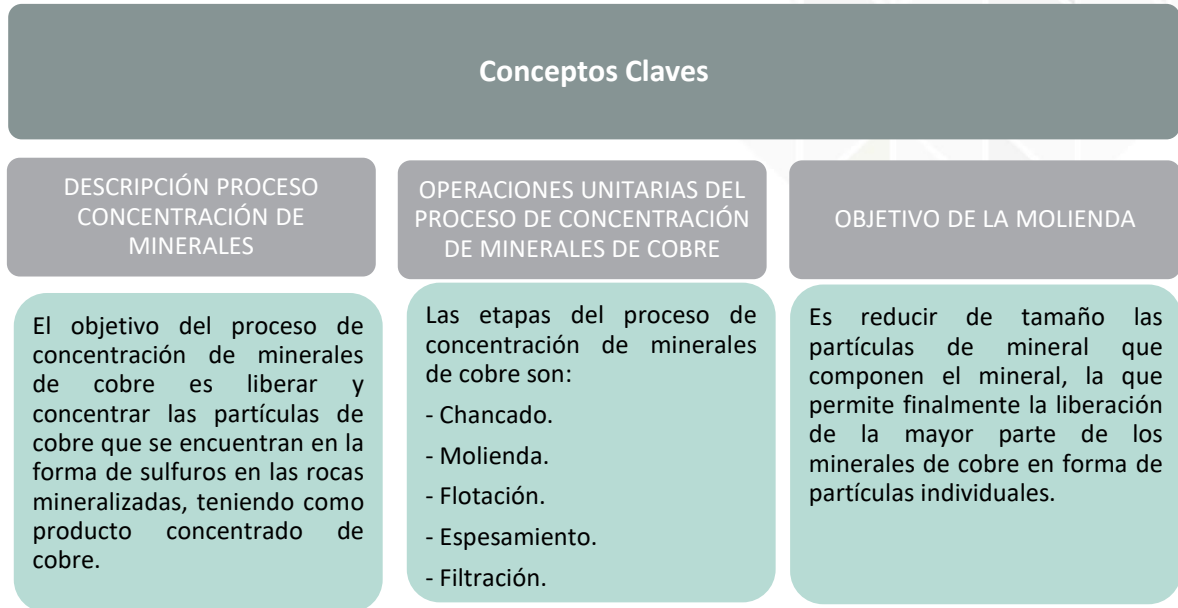 Conceptos Claves
DESCRIPCIÓN PROCESO
CONCENTRACIÓN DE
MINERALES
El objetivo del proceso de
concentración de minerales
de cobre es liberar y
concentrar las partículas de
cobre que se encuentran en la
forma de sulfuros en las rocas
mineralizadas, teniendo como
producto concentrado de
cobre.
OPERACIONES UNITARIAS DEL
PROCESO DE CONCENTRACIÓN
DE MINERALES DE COBRE
Las etapas del proceso de
concentración de minerales
de cobre son:
- Chancado.
- Molienda.
- Flotación.
- Espesamiento.
- Filtración.
OBJETIVO DE LA MOLIENDA
Es reducir de tamaño las
partículas de mineral que
componen el mineral, la que
permite finalmente la liberación
de la mayor parte de los
minerales de cobre en forma de
partículas individuales.